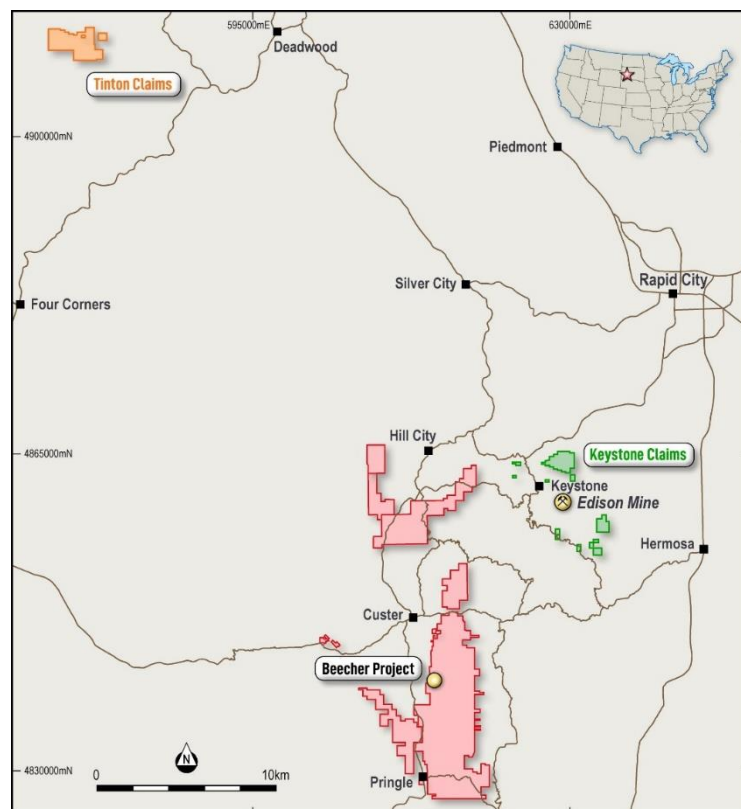 595000mE
630000mE
Deadwood
Tinton Claims
4900000mN
Piedmont
Silver City
Rapid City
Four Corners
Hill City
4865000mN
Keystone Claims
Keystone
Edison Mine
Hermosa
Custer
Beecher Project
N
4830000mN
Pringle
0
10km